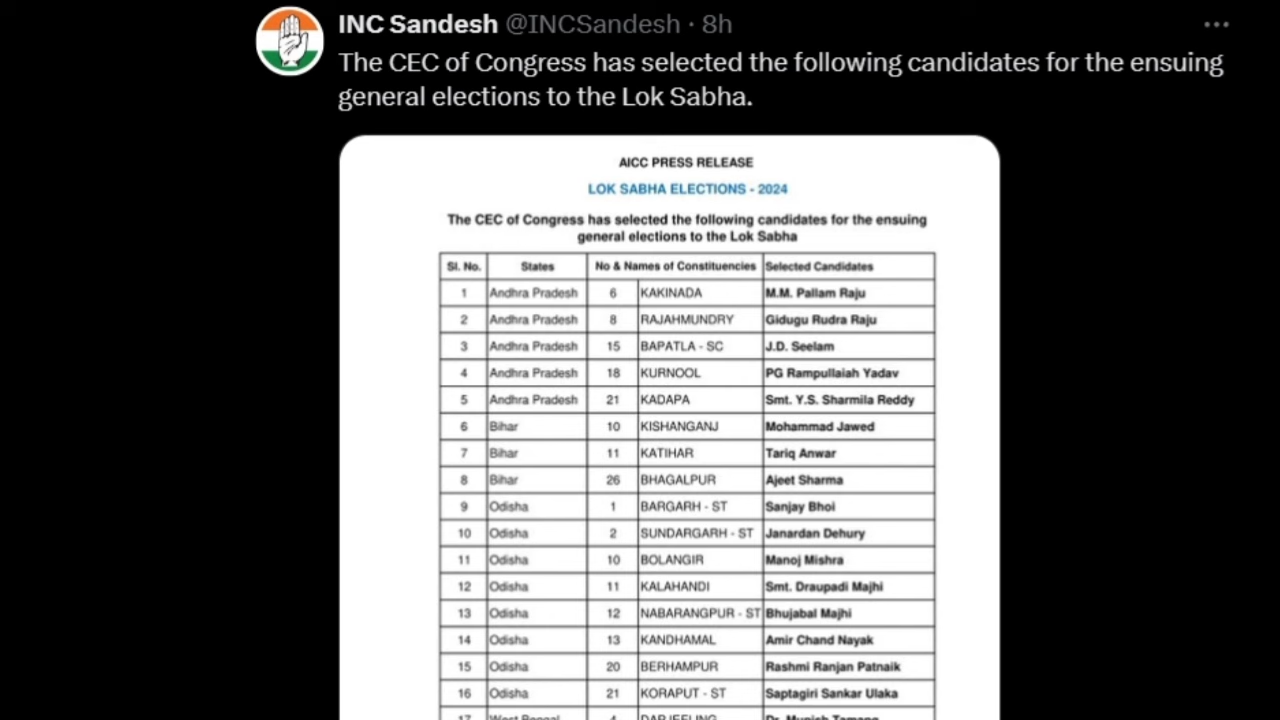 INC Sandesh @INCSandesh · 8h
The CEC of Congress has selected the following candidates for the ensuing
general elections to the Lok Sabha.
AICC PRESS RELEASE
LOK SABHA ELECTIONS - 2024
The CEC of Congress has selected the following candidates for the ensuing
general elections to the Lok Sabha
Sl. No. States No & Names of Constituencies Selected Candidates
1 Andhra Pradesh 6 KAKINADA M.M. Pallam Raju
2 Andhra Pradesh 8 RAJAHMUNDRY Gidugu Rudra Raju
3 Andhra Pradesh 15 BAPATLA - SC J.D. Seelam
4 Andhra Pradesh 18 KURNOOL PG Rampullaiah Yadav
5 Andhra Pradesh 21 KADAPA Smt. Y.S. Sharmila Reddy
6 Bihar 10 KISHANGANJ Mohammad Jawed
7 Bihar 11 KATIHAR Tariq Anwar
8 Bihar 26 BHAGALPUR Ajeet Sharma
9 Odisha 1 BARGARH - ST Sanjay Bhoi
10 Odisha 2 SUNDARGARH - ST Janardan Dehury
11 Odisha 10 BOLANGIR Manoj Mishra
12 Odisha 11 KALAHANDI Smt. Draupadi Majhi
13 Odisha 12 NABARANGPUR - ST Bhujabal Majhi
14 Odisha 13 KANDHAMAL Amir Chand Nayak
15 Odisha 20 BERHAMPUR Rashmi Ranjan Patnaik
16 Odisha 21 KORAPUT - ST Saptagiri Sankar Ulaka
17 West Bengal 4 DARJEELING Dr. Munish Tamang